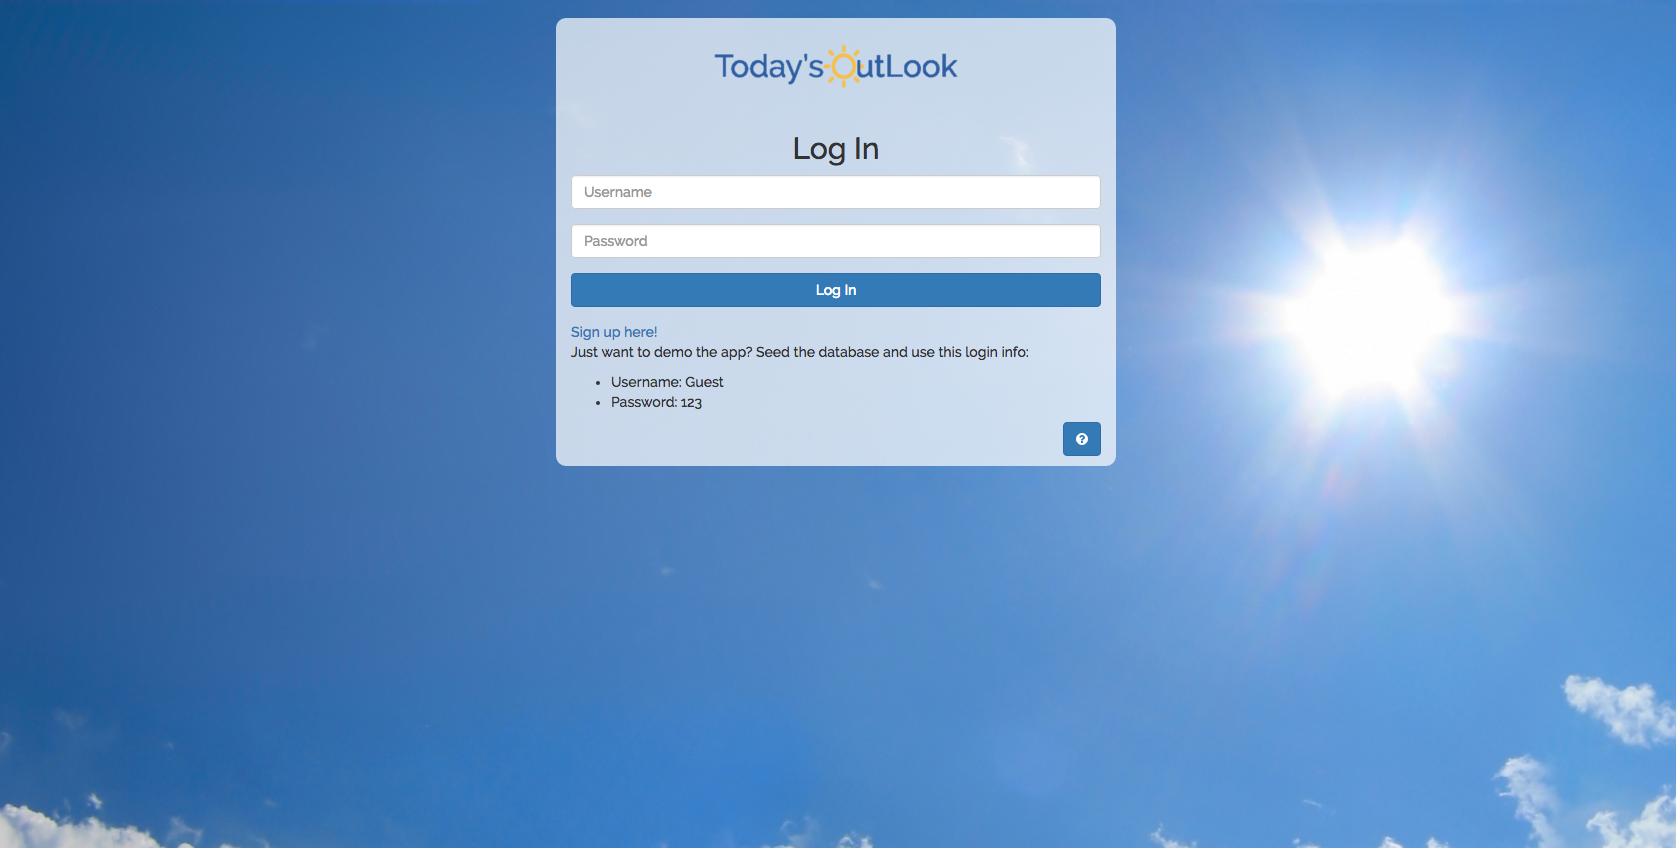 Today's OutLook
Log In
Username
Password
Log In
Sign up here!
Just want to demo the app? Seed the database and use this login info:
• Username: Guest
• Password: 123
?